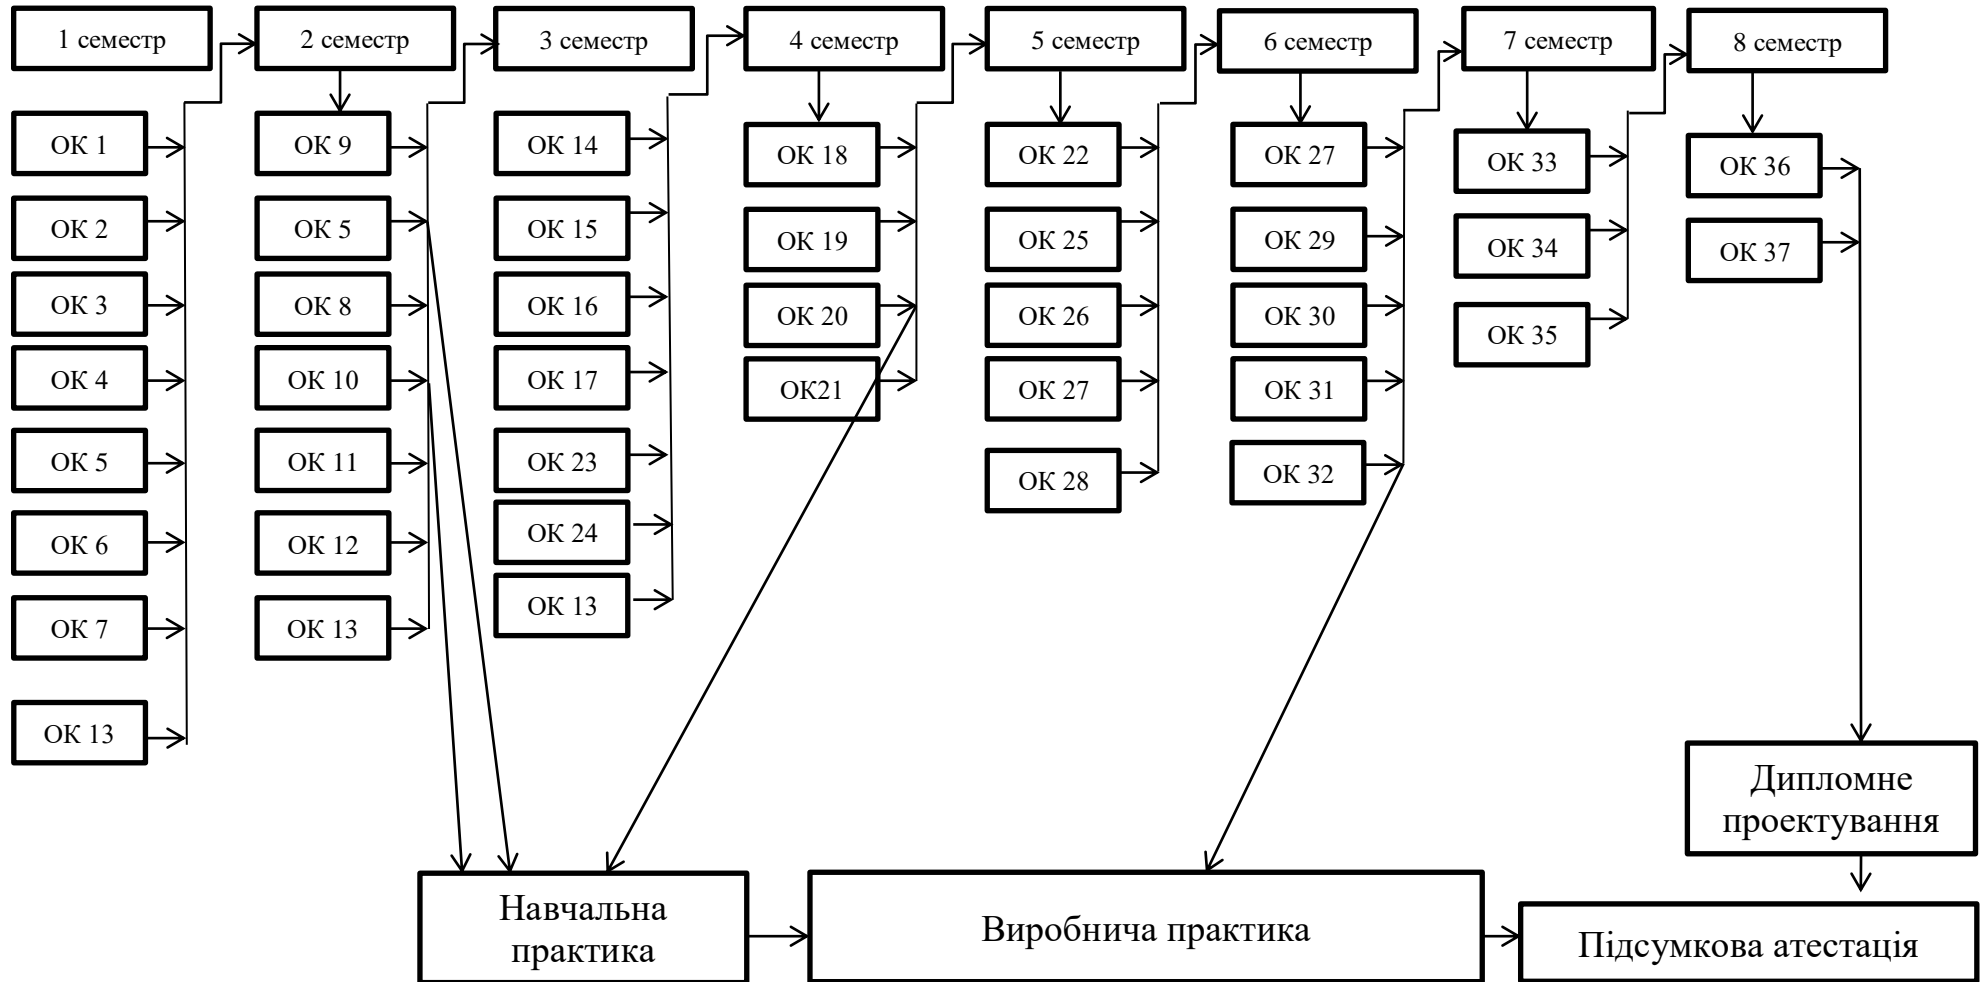 1 семестр
2 семестр
3 семестр
4 семестр
5 семестр
6 семестр
7 семестр
8 семестр
ОК 1
ОК 2
ОК 3
ОК 4
ОК 5
ОК 6
ОК 7
ОК 13
ОК 9
ОК 5
ОК 8
ОК 10
ОК 11
ОК 12
ОК 13
ОК 14
ОК 15
ОК 16
ОК 17
ОК 23
ОК 24
ОК 13
ОК 18
ОК 19
ОК 20
ОК21
ОК 22
ОК 25
ОК 26
ОК 27
ОК 28
ОК 27
ОК 29
ОК 30
ОК 31
ОК 32
ОК 33
ОК 34
ОК 35
ОК 36
ОК 37
Дипломне
проектування
Навчальна
практика
Виробнича практика
Підсумкова атестація